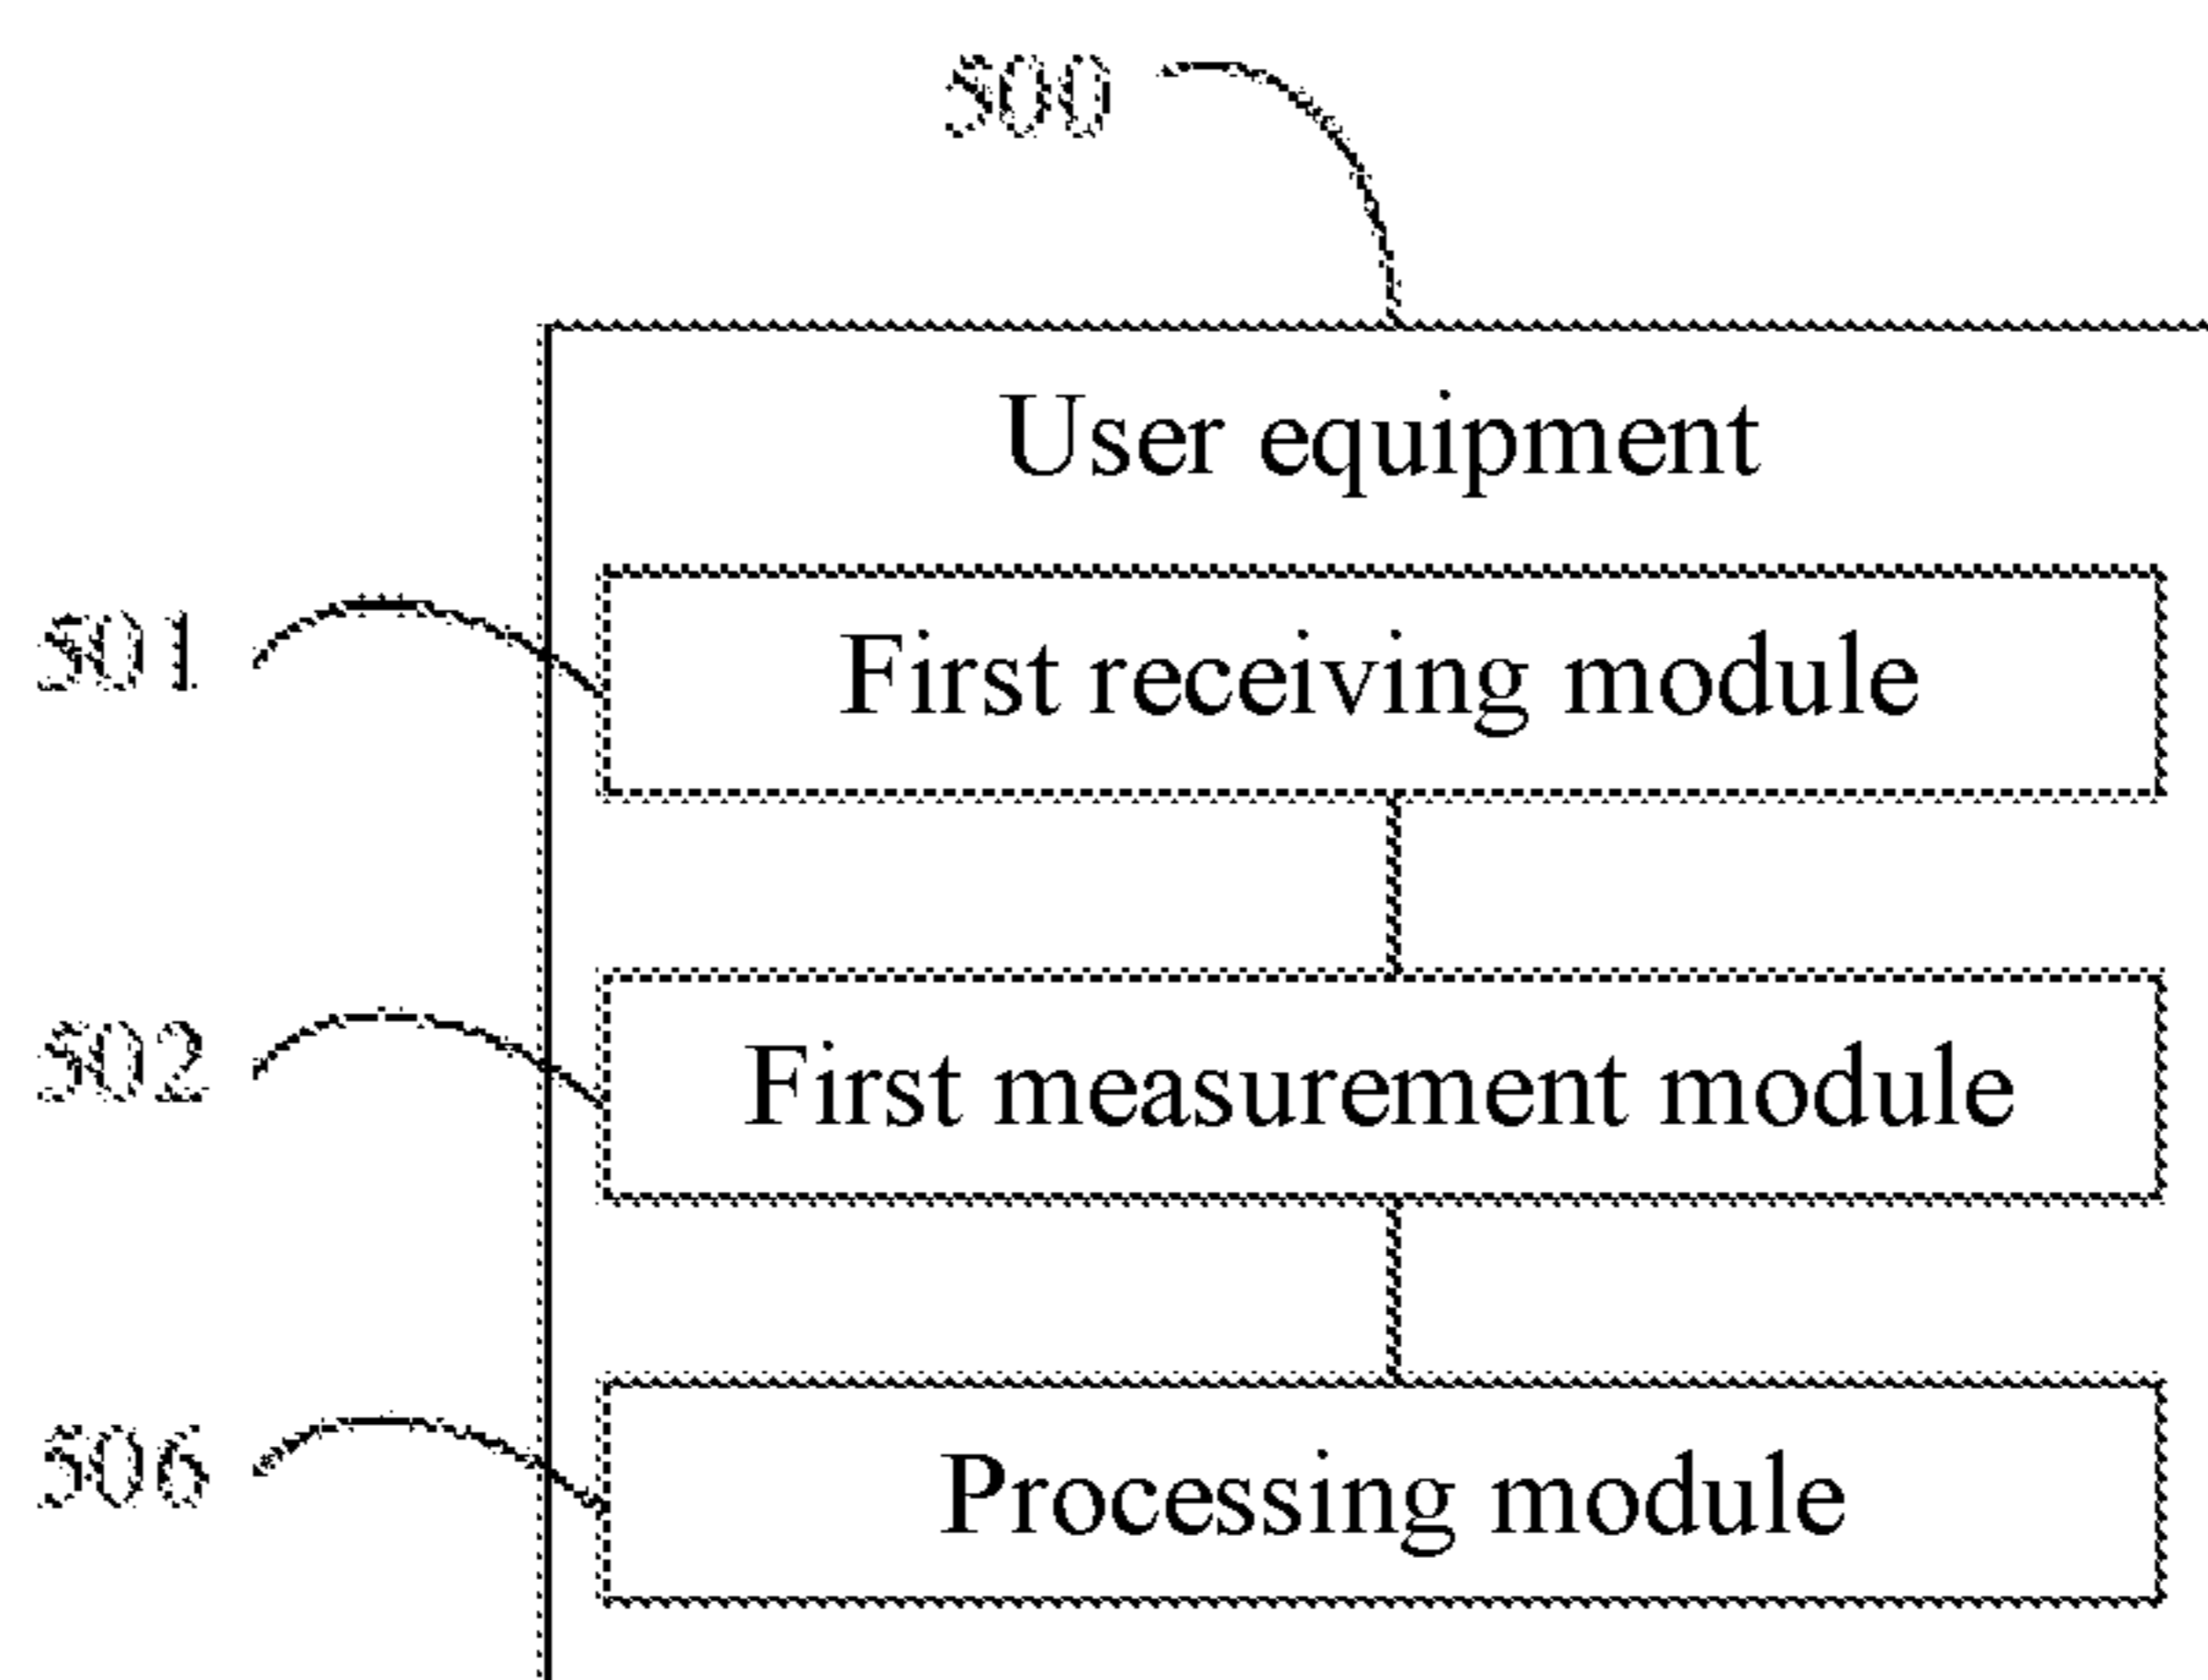 500
User equipment
501
First receiving module
502
First measurement module
506
Processing module